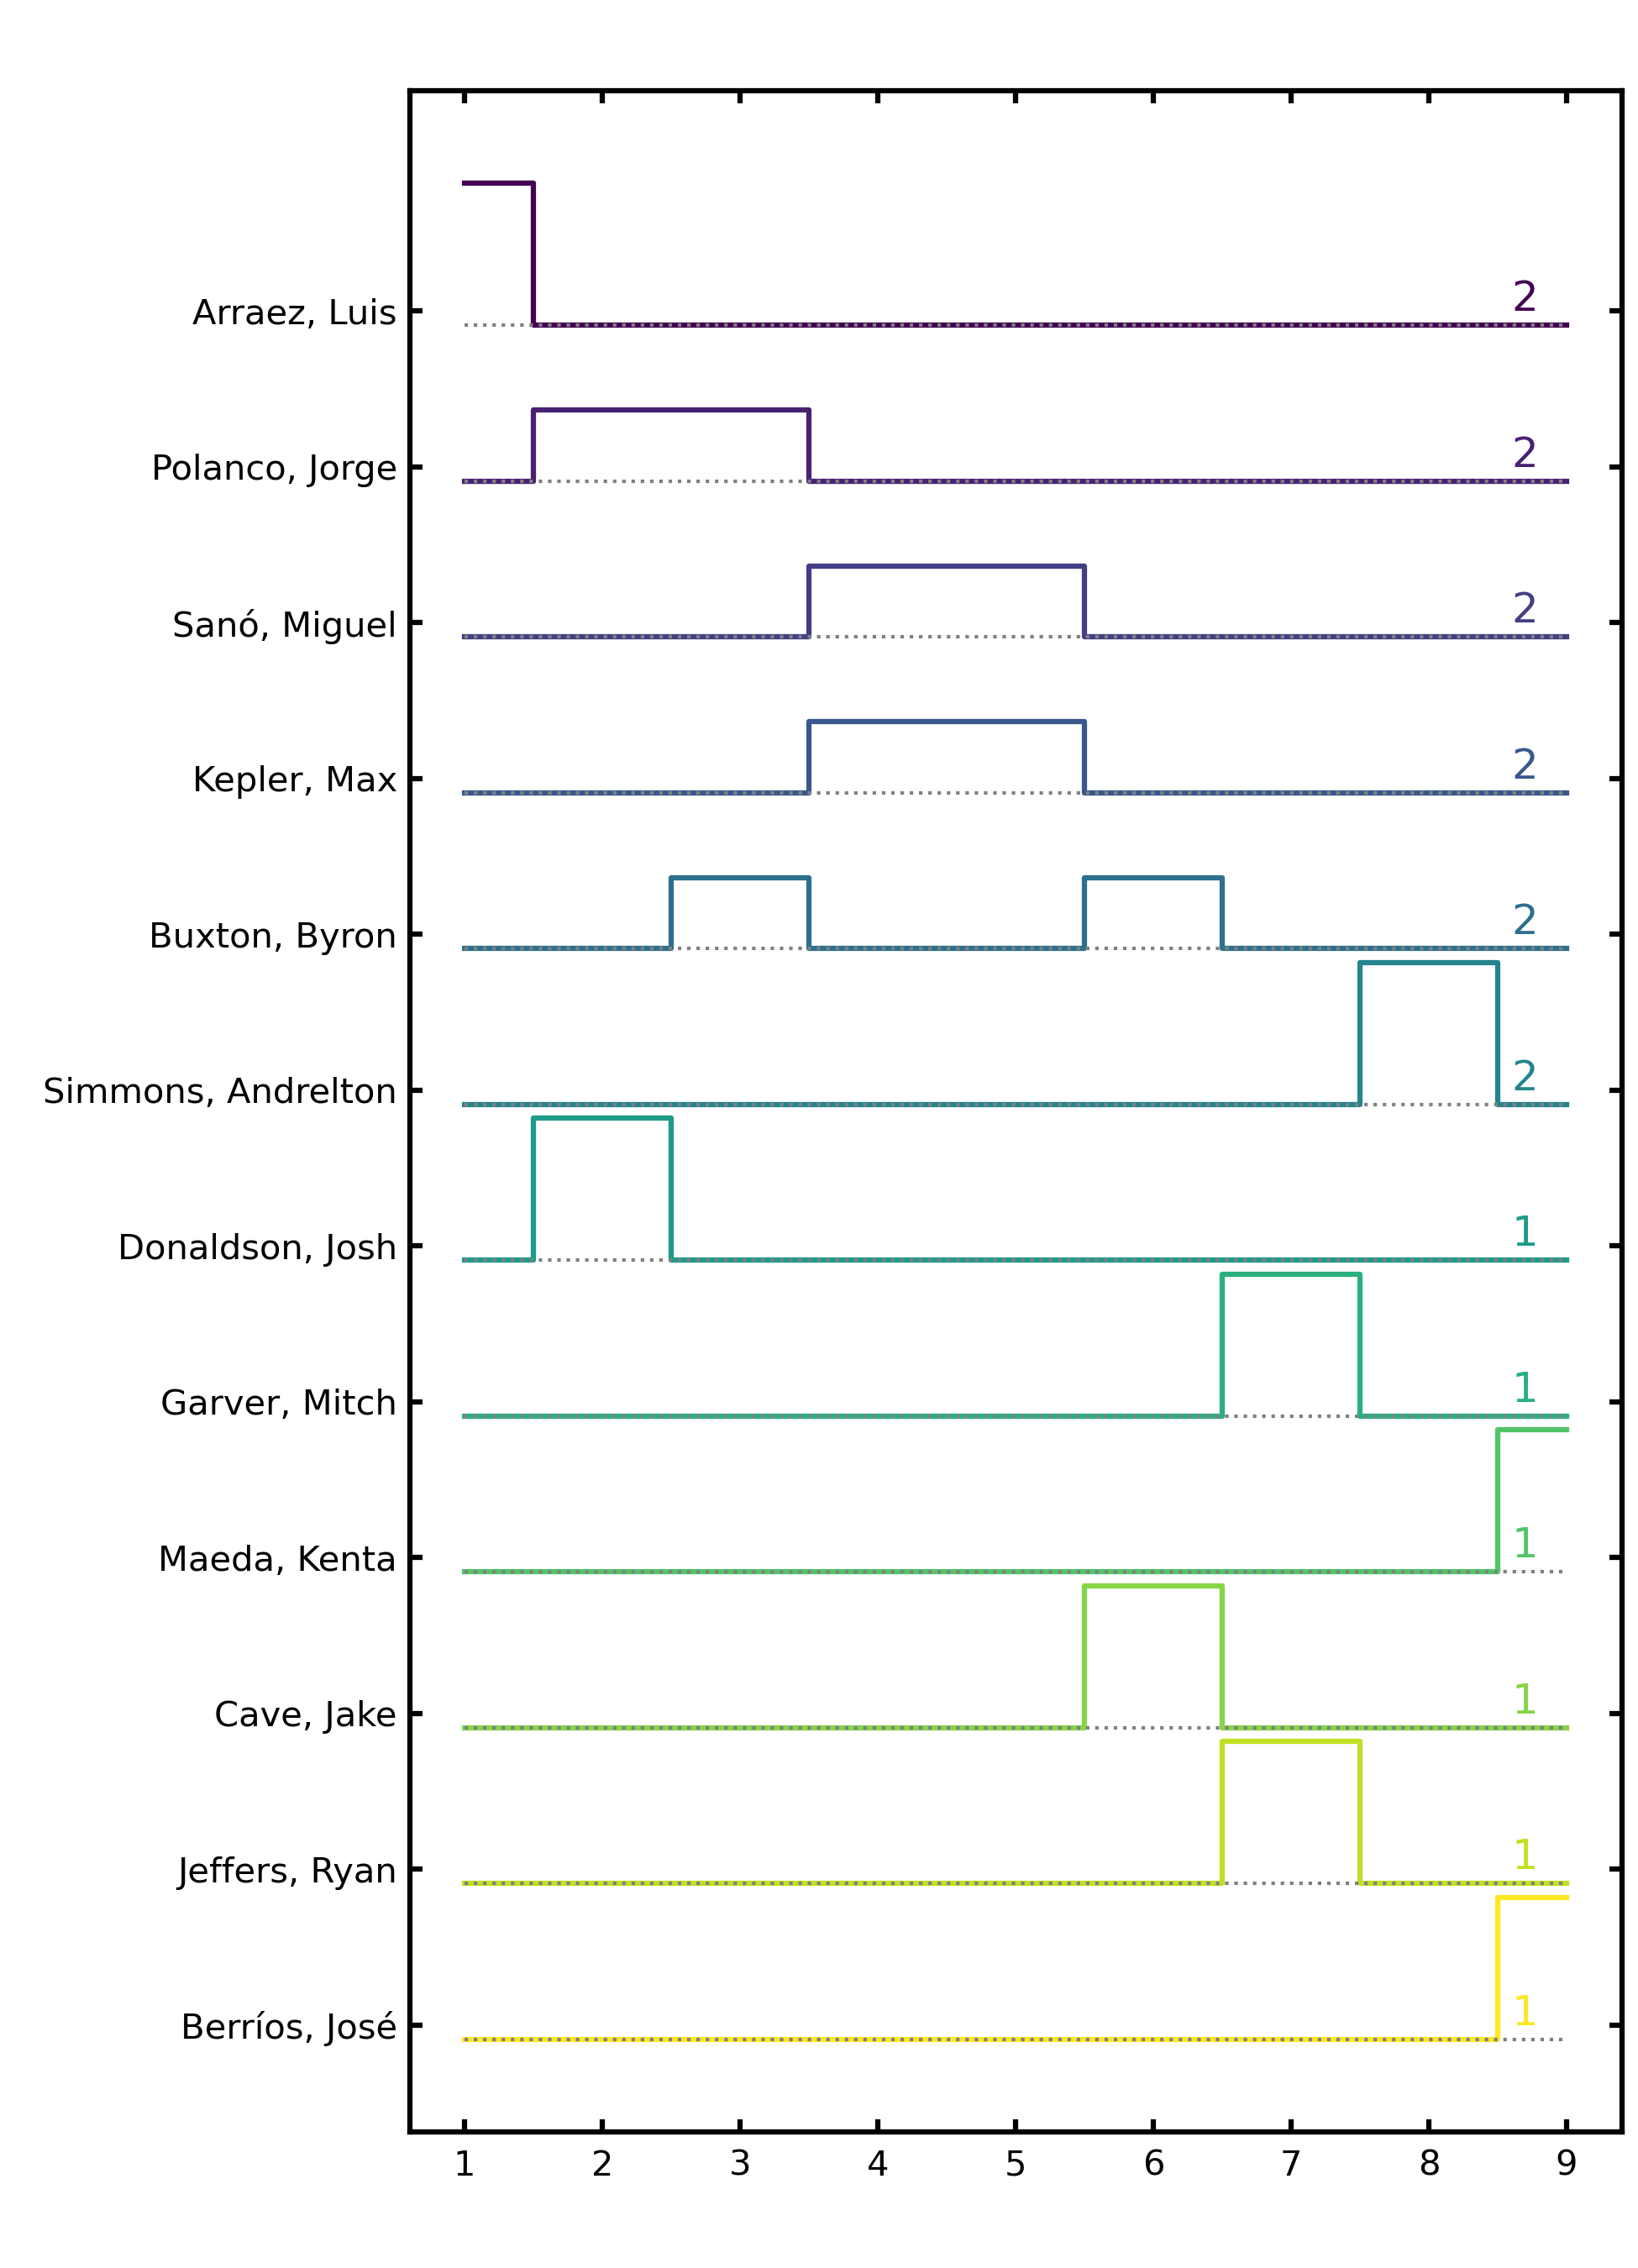 Arraez, Luis 2
Polanco, Jorge 2
Sanó, Miguel 2
Kepler, Max 2
Buxton, Byron 2
Simmons, Andrelton 2
Donaldson, Josh 1
Garver, Mitch 1
Maeda, Kenta 1
Cave, Jake 1
Jeffers, Ryan 1
Berríos, José 1
1 2 3 4 5 6 7 8 9